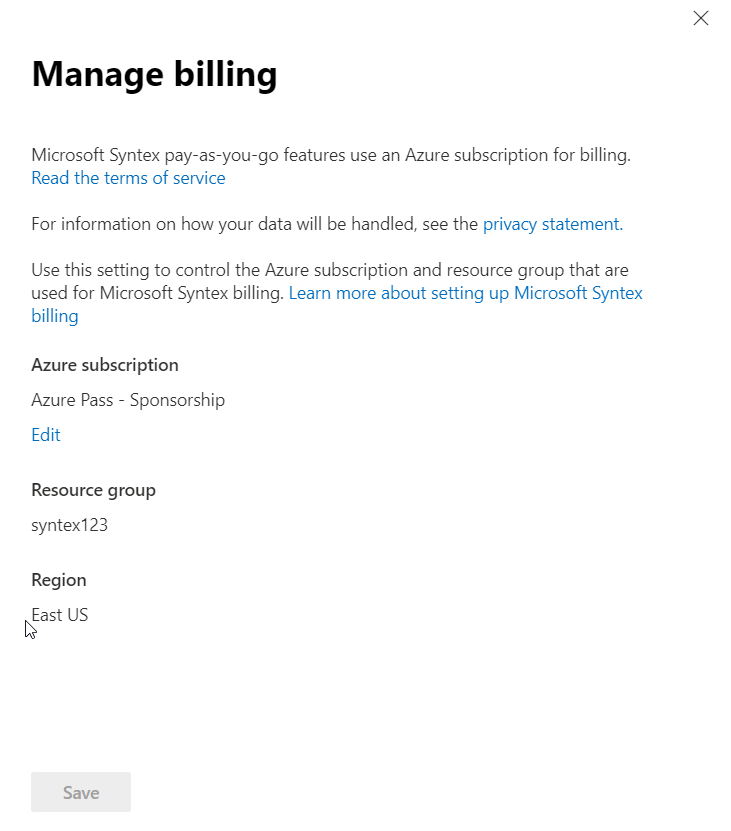 Manage billing
Microsoft Syntex pay-as-you-go features use an Azure subscription for billing.
Read the terms of service
For information on how your data will be handled, see the privacy statement.
Use this setting to control the Azure subscription and resource group that are
used for Microsoft Syntex billing. Learn more about setting up Microsoft Syntex
billing
Azure subscription
Azure Pass - Sponsorship
Edit
Resource group
syntex123
Region
East US
Save